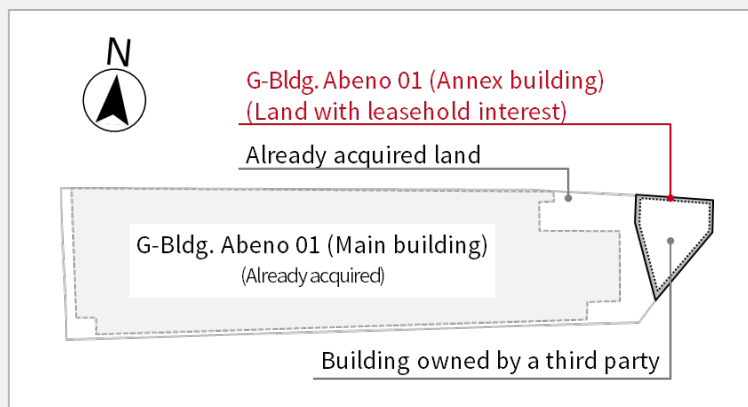 N
G-Bldg. Abeno 01 (Annex building)
(Land with leasehold interest)
Already acquired land
G-Bldg. Abeno 01 (Main building)
(Already acquired)
Building owned by a third party